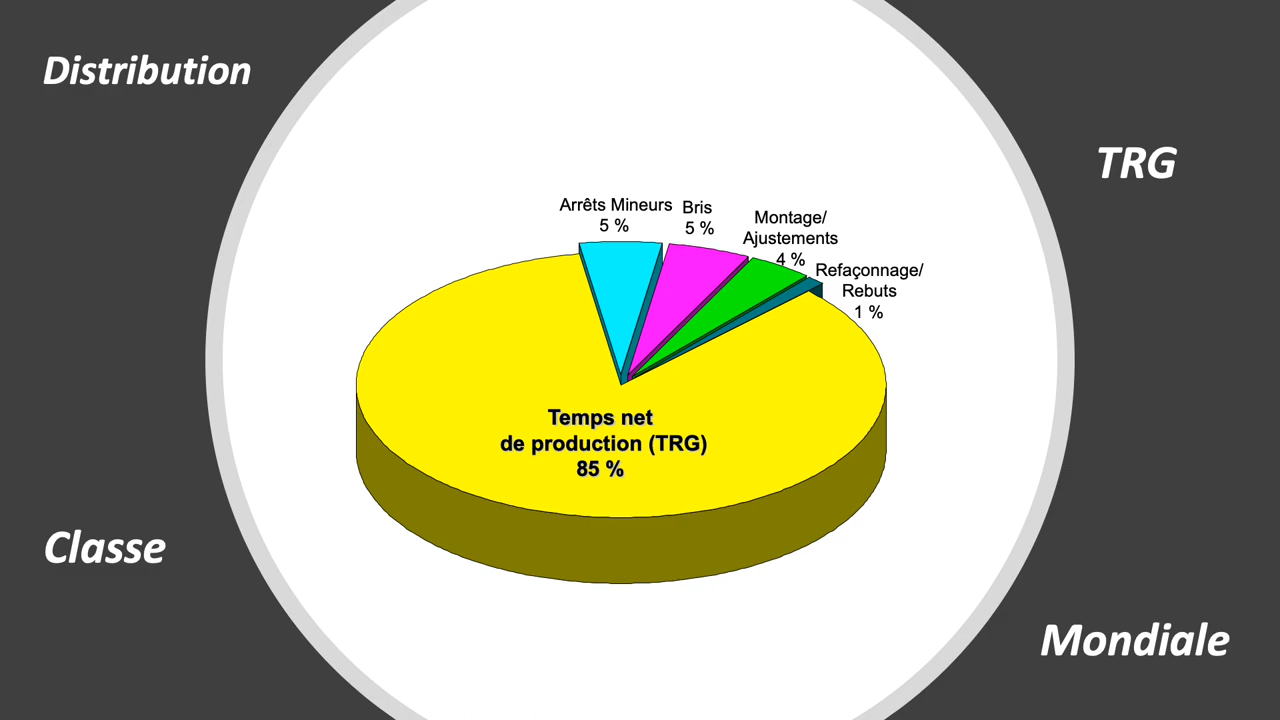 Distribution
TRG
Arrêts Mineurs
5 %
Bris
5 %
Montage/
Ajustements
4 %
Refaçonnage/
Rebuts
1 %
Temps net
de production (TRG)
85 %
Classe
Mondiale